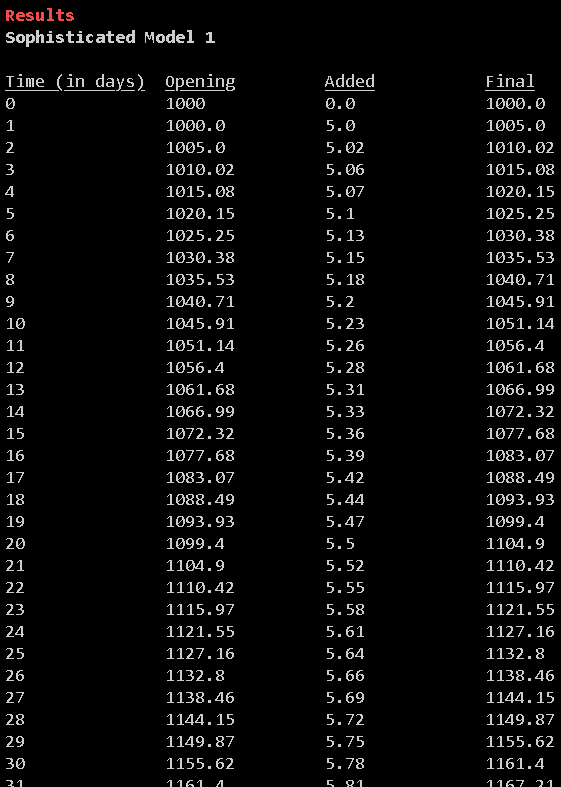 Results
Sophisticated Model 1
Time (in days) Opening Added Final
0 1000 0.0 1000.0
1 1000.0 5.0 1005.0
2 1005.0 5.02 1010.02
3 1010.02 5.06 1015.08
4 1015.08 5.07 1020.15
5 1020.15 5.1 1025.25
6 1025.25 5.13 1030.38
7 1030.38 5.15 1035.53
8 1035.53 5.18 1040.71
9 1040.71 5.2 1045.91
10 1045.91 5.23 1051.14
11 1051.14 5.26 1056.4
12 1056.4 5.28 1061.68
13 1061.68 5.31 1066.99
14 1066.99 5.33 1072.32
15 1072.32 5.36 1077.68
16 1077.68 5.39 1083.07
17 1083.07 5.42 1088.49
18 1088.49 5.44 1093.93
19 1093.93 5.47 1099.4
20 1099.4 5.5 1104.9
21 1104.9 5.52 1110.42
22 1110.42 5.55 1115.97
23 1115.97 5.58 1121.55
24 1121.55 5.61 1127.16
25 1127.16 5.64 1132.8
26 1132.8 5.66 1138.46
27 1138.46 5.69 1144.15
28 1144.15 5.72 1149.87
29 1149.87 5.75 1155.62
30 1155.62 5.78 1161.4
31 1161.4 5.81 1167.21